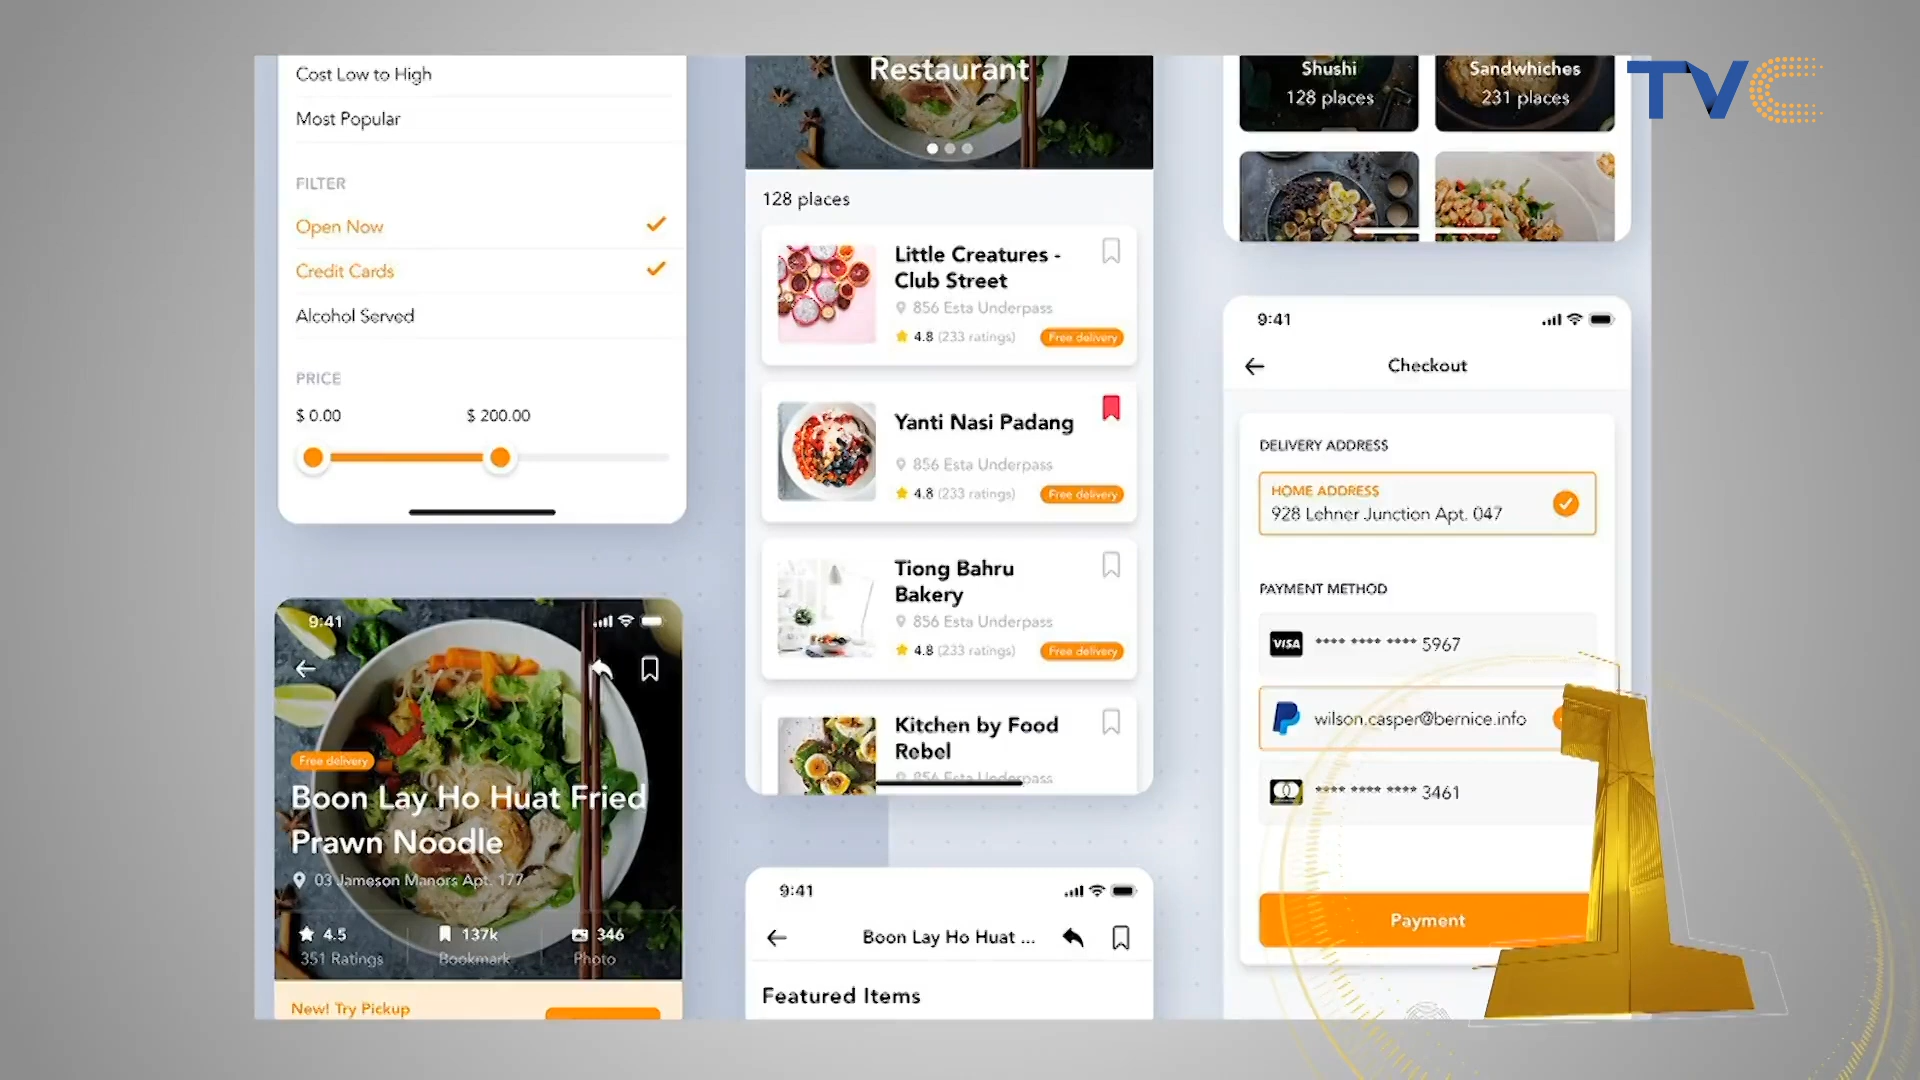 Cost Low to High
Most Popular
FILTER
Open Now
Credit Cards
Alcohol Served
PRICE
$ 0.00
$ 200.00
9:41
Free delivery
Boon Lay Ho Huat Fried
Prawn Noodle
03 Jameson Manors Apt. 177
4.5
351 Ratings
137k
Bookmark
346
Photo
New! Try Pickup
Restaurant
128 places
Little Creatures -
Club Street
856 Esta Underpass
4.8 (233 ratings)
Free delivery
Yanti Nasi Padang
856 Esta Underpass
4.8 (233 ratings)
Free delivery
Tiong Bahru
Bakery
856 Esta Underpass
4.8 (233 ratings)
Free delivery
Kitchen by Food
Rebel
856 Esta Underpass
9:41
Boon Lay Ho Huat ...
Featured Items
Shushi
128 places
Sandwhiches
231 places
TVC
9:41
Checkout
DELIVERY ADDRESS
HOME ADDRESS
928 Lehner Junction Apt. 047
PAYMENT METHOD
VISA
**** **** **** 5967
wilson.casper@bernice.info
**** **** **** 3461
Payment